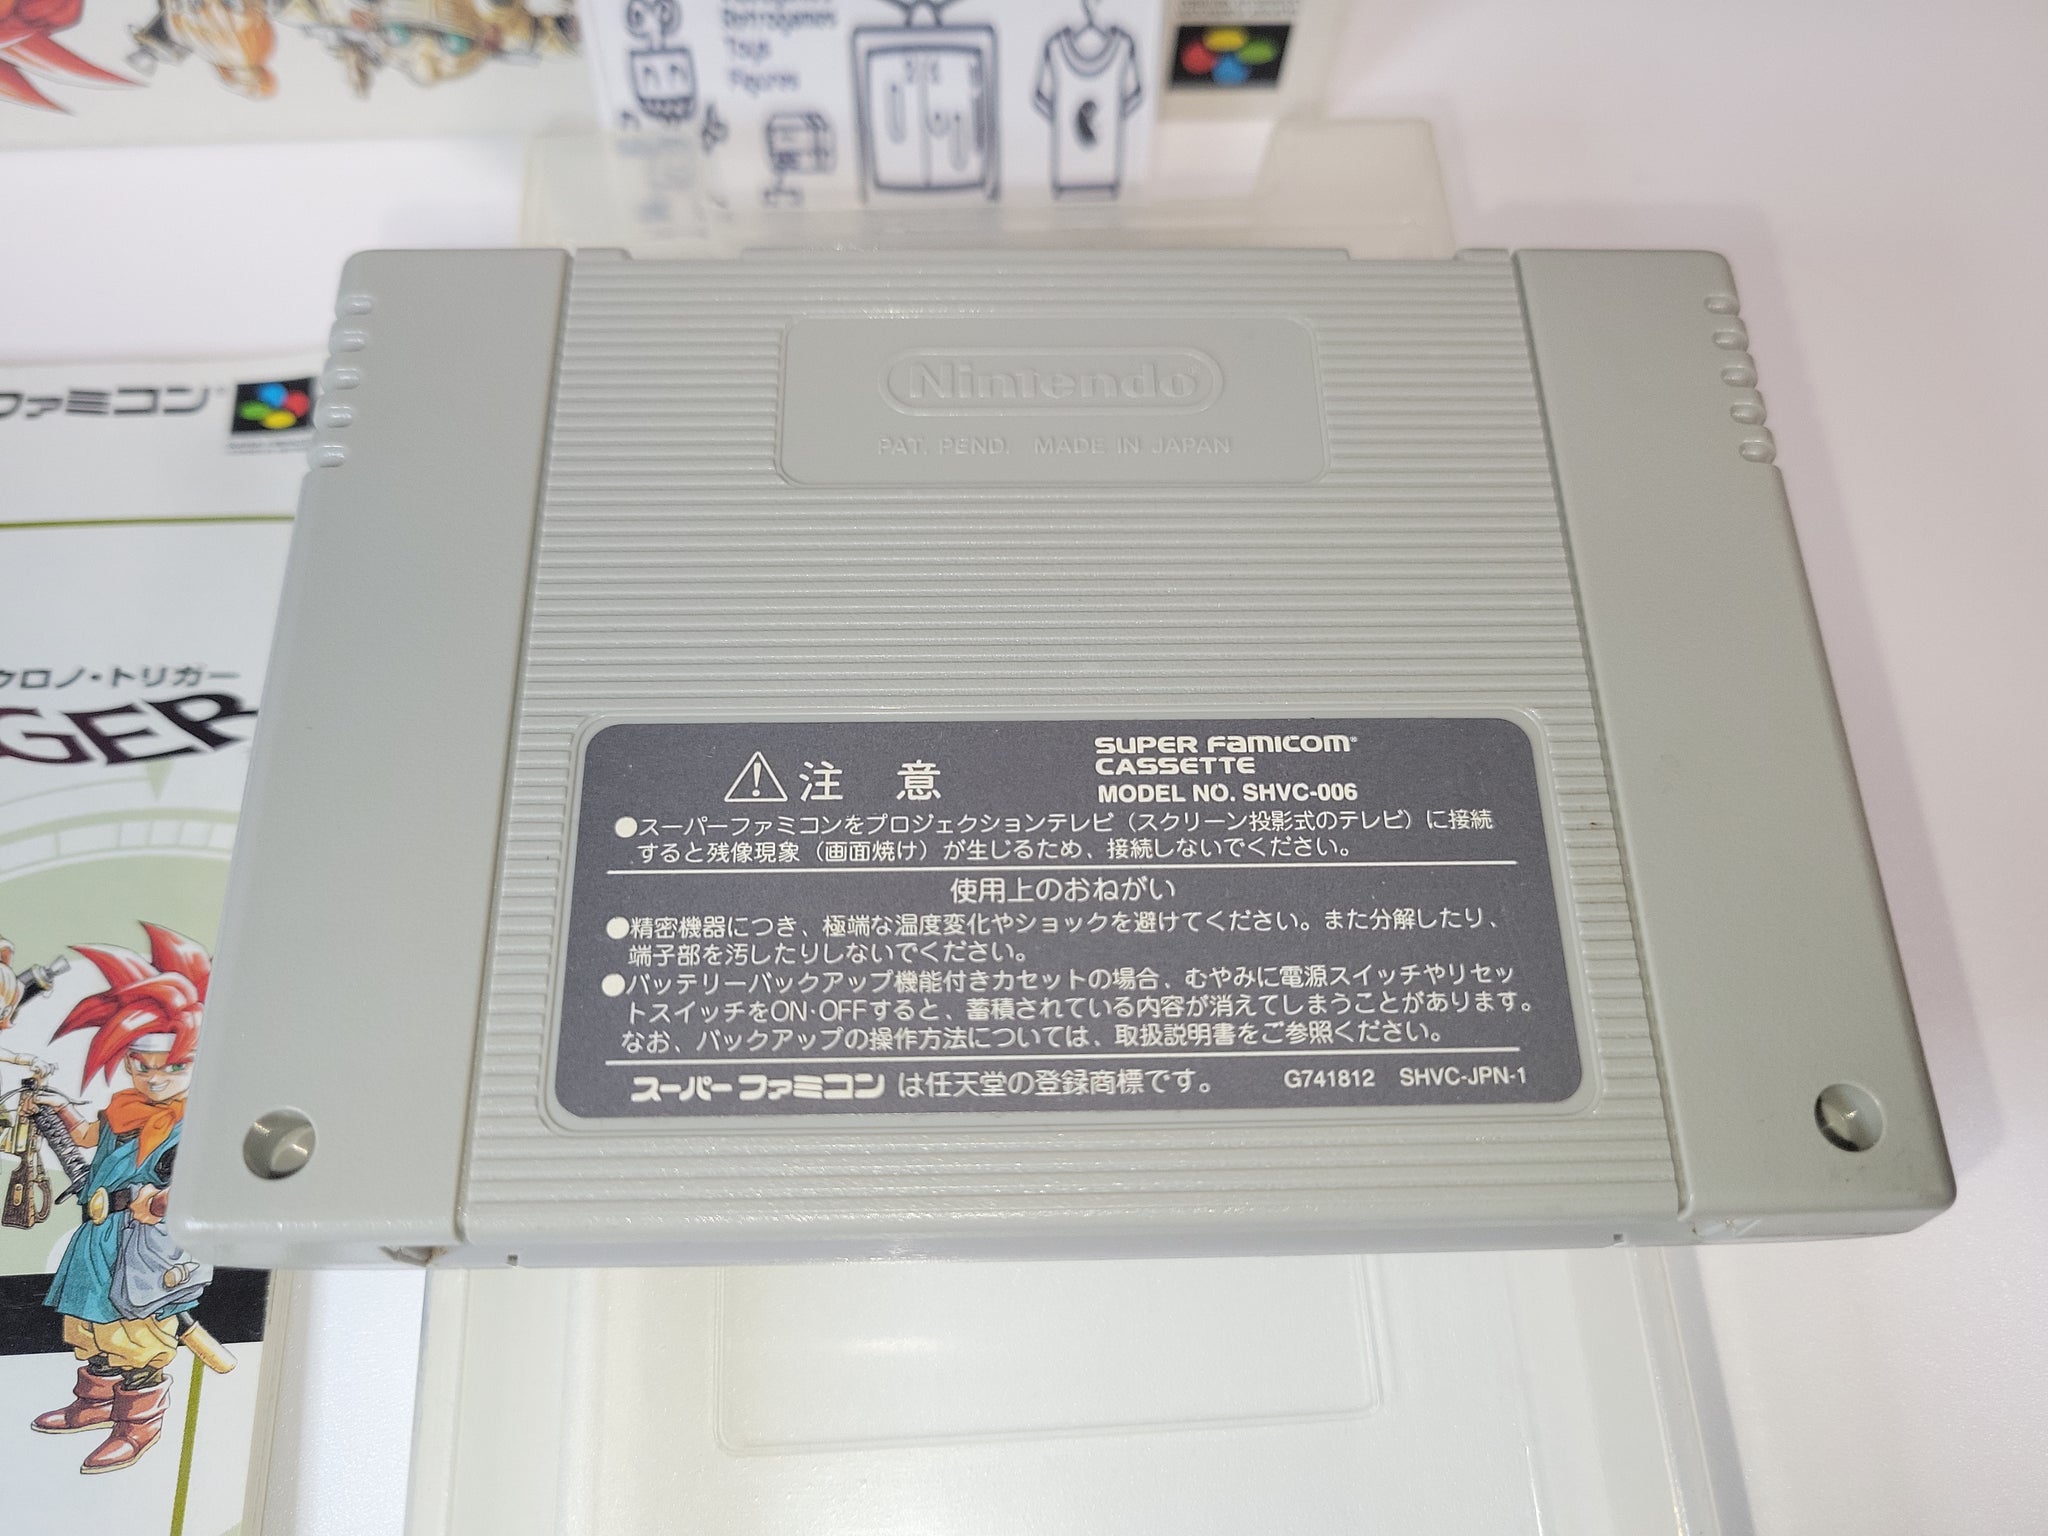 Retrogames
Toys
Figures
ファミコン
クロノ・トリガー
GER
Nintendo®
PAT. PEND. MADE IN JAPAN
注意
SUPER FAMICOM®
CASSETTE
MODEL NO. SHVC-006
●スーパーファミコンをプロジェクションテレビ（スクリーン投影式のテレビ）に接続
すると残像現象（画面焼け）が生じるため、接続しないでください。
使用上のおねがい
●精密機器につき、極端な温度変化やショックを避けてください。また分解したり、
端子部を汚したりしないでください。
●バッテリーバックアップ機能付きカセットの場合、むやみに電源スイッチやリセッ
トスイッチをON·OFFすると、蓄積されている内容が消えてしまうことがあります。
なお、バックアップの操作方法については、取扱説明書をご参照ください。
スーパーファミコン は任天堂の登録商標です。 G741812 SHVC-JPN-1